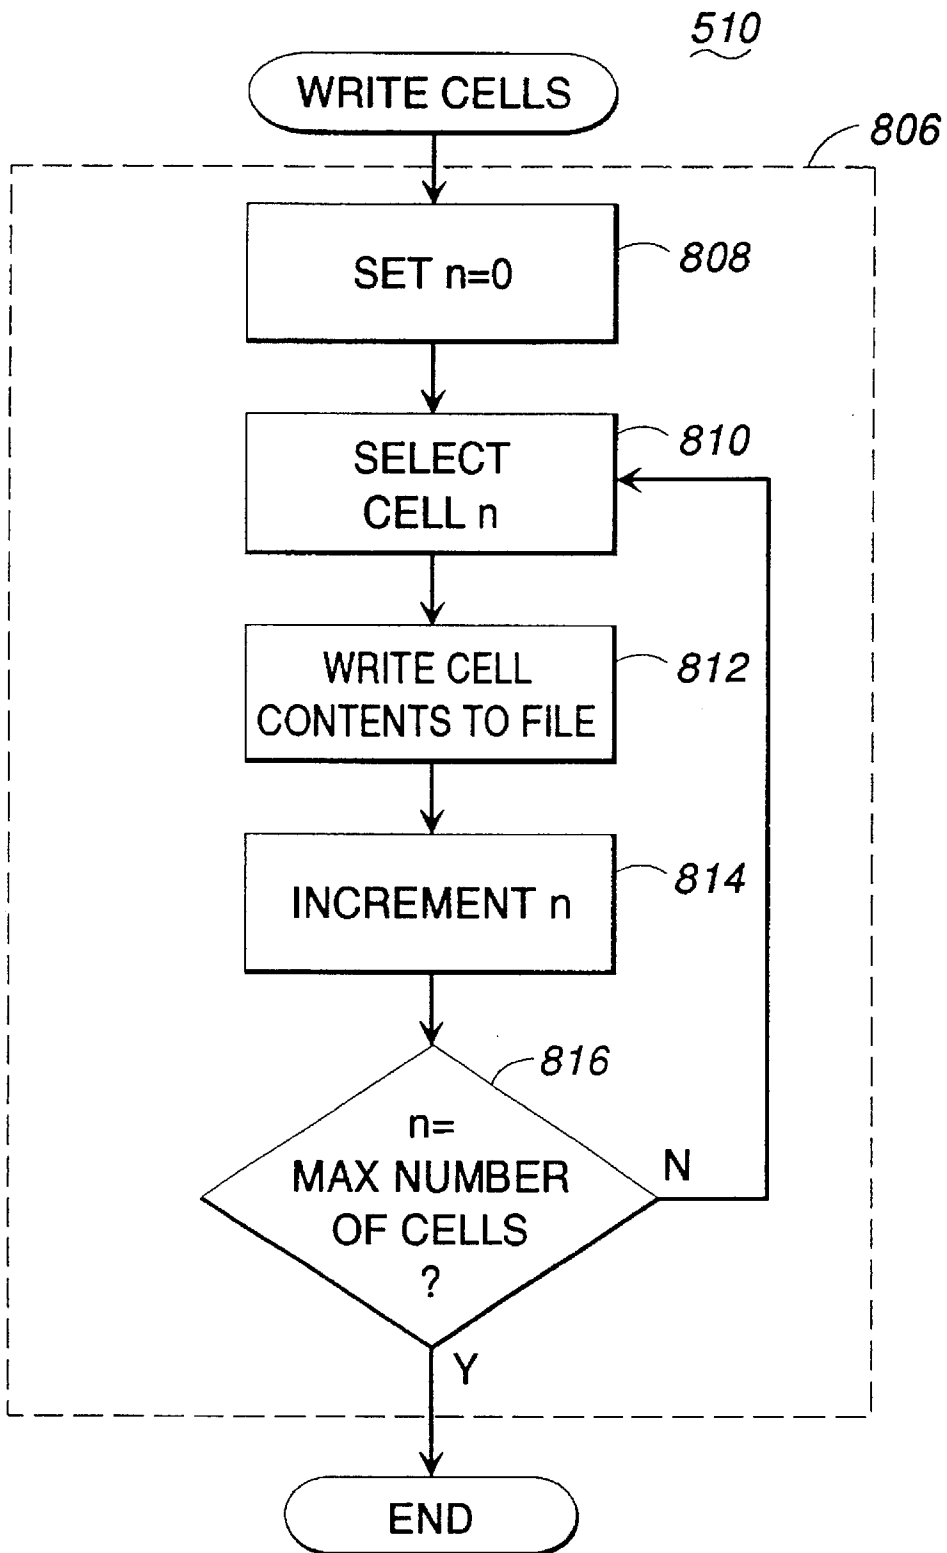 510
WRITE CELLS
806
SET n=0
808
SELECT
CELL n
810
WRITE CELL
CONTENTS TO FILE
812
INCREMENT n
814
816
n=
MAX NUMBER
OF CELLS
?
N
Y
END